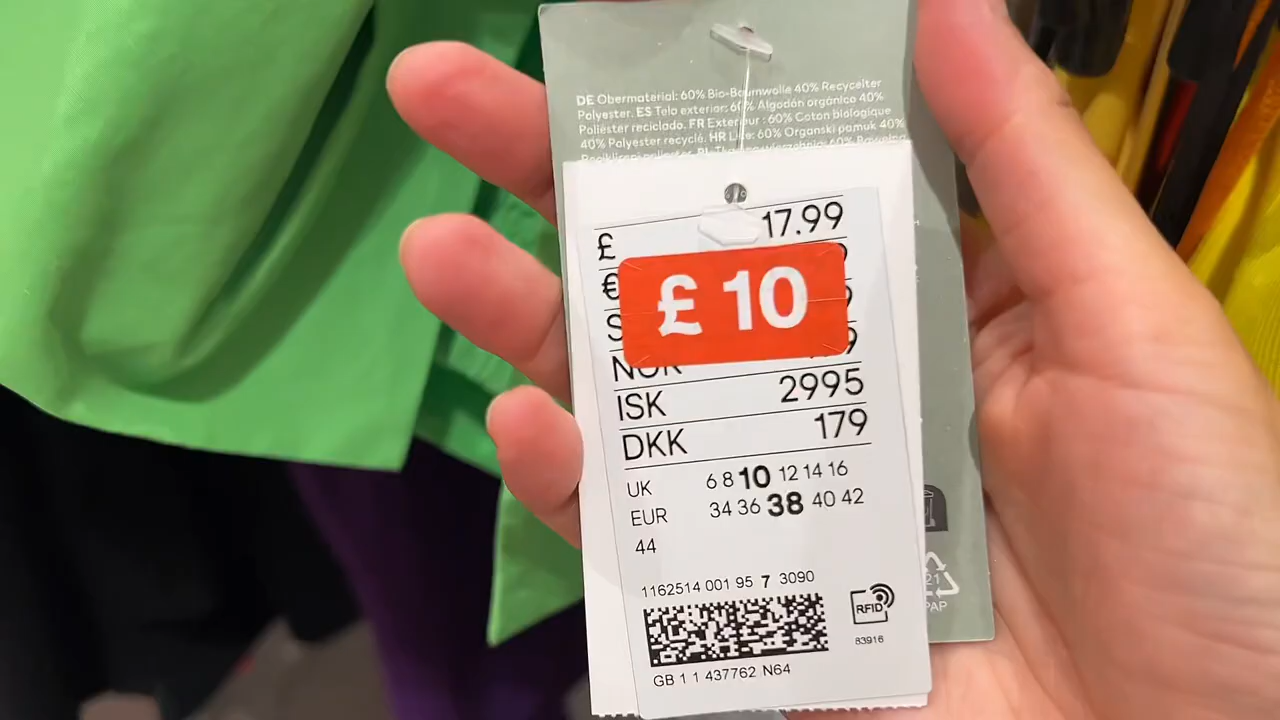 DE Obermaterial: 60% Bio-Baumwolle 40% Recycelter
Polyester. ES Tela exterior: 60% Algodón orgánico 40%
Poliéster reciclado. FR Extérieur : 60% Coton biologique
40% Polyester recyclé. HR Lice: 60% Organski pamuk 40%
£ 17.99
£ 10
€
ISK 2995
DKK 179
UK 6 8 10 12 14 16
EUR 34 36 38 40 42
44
1162514 001 95 7 3090
RFID
83916
GB 1 1 437762 N64
21
PAP